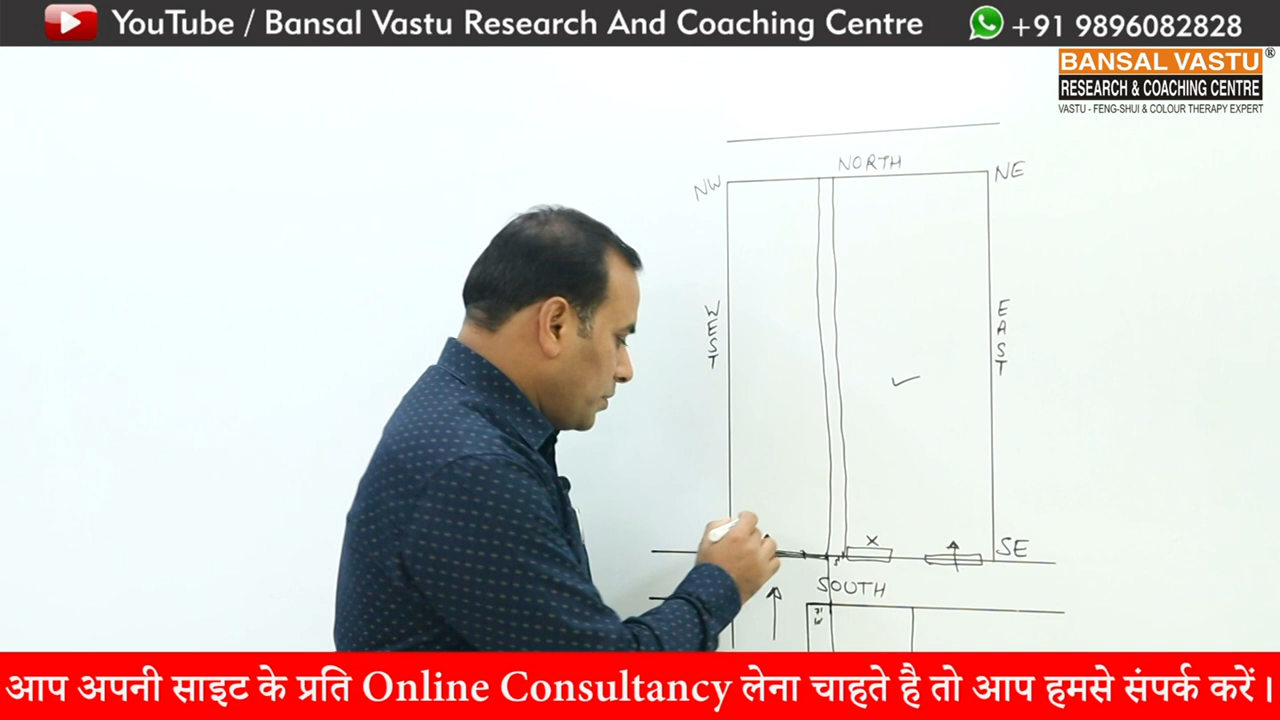 YouTube / Bansal Vastu Research And Coaching Centre
+91 9896082828
BANSAL VASTU®
RESEARCH & COACHING CENTRE
VASTU - FENG-SHUI & COLOUR THERAPY EXPERT
NORTH
NW
NE
WEST
EAST
SE
SOUTH
आप अपनी साइट के प्रति Online Consultancy लेना चाहते है तो आप हमसे संपर्क करें।